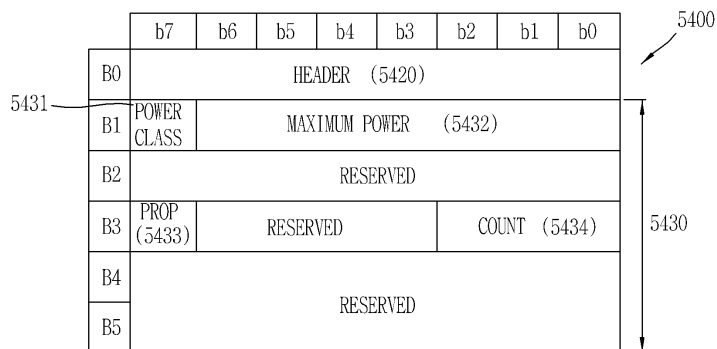 b7 b6 b5 b4 b3 b2 b1 b0
5400
B0 HEADER (5420)
5431
B1 POWER CLASS MAXIMUM POWER (5432)
B2 RESERVED
B3 PROP (5433) RESERVED COUNT (5434)
5430
B4
RESERVED
B5